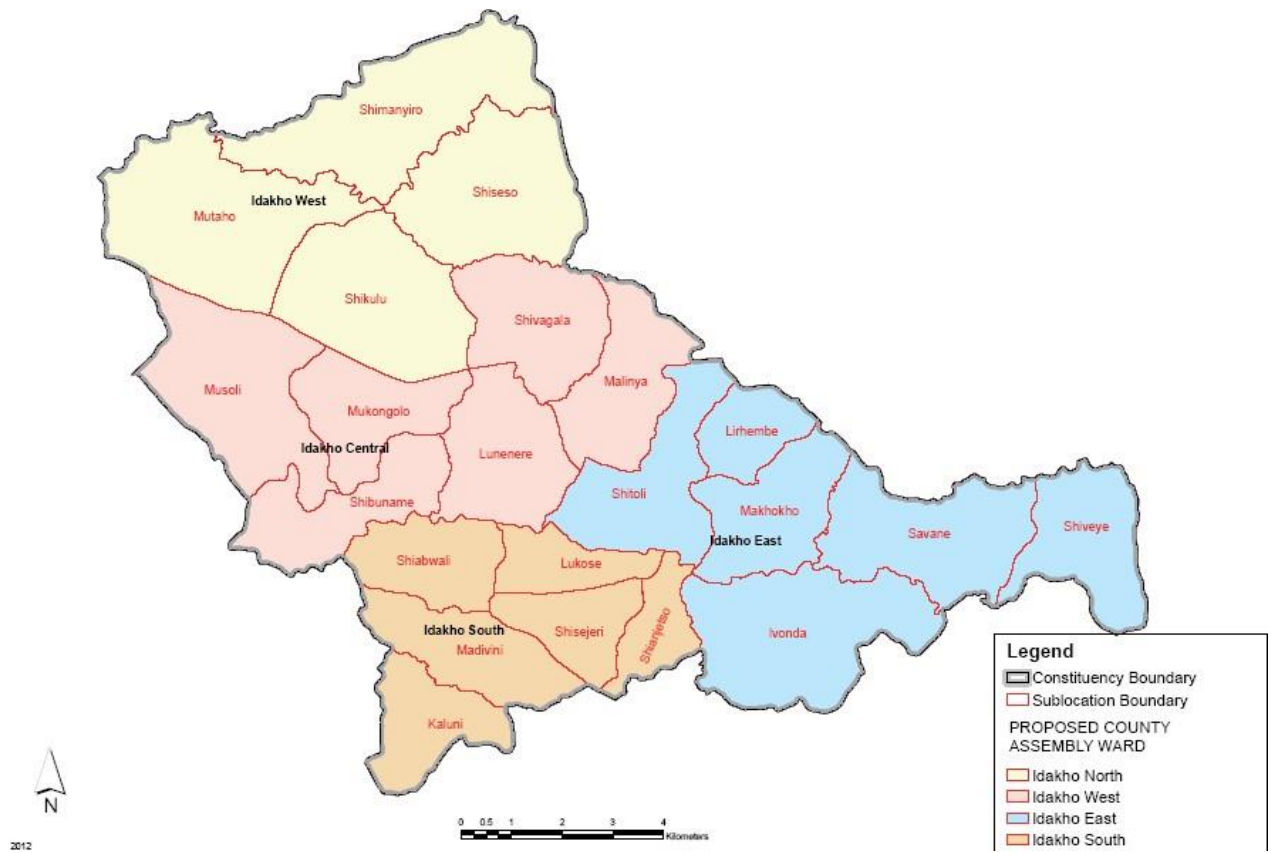 Shimanyiro
Shiseso
Idakho West
Mutaho
Shikulu
Shivagala
Malinya
Musoli
Mukongolo
Lirhembe
Idakho Central
Lunenere
Shitoli
Shibuname
Makhokho
Savane
Shiveye
Idakho East
Shiabwali
Lukose
Idakho South
Shisejeri
Shianjetso
Ivonda
Madivini
Kaluni
Legend
Constituency Boundary
Sublocation Boundary
PROPOSED COUNTY
ASSEMBLY WARD
Idakho North
Idakho West
Idakho East
Idakho South
N
0 0.5 1 2 3 4
Kilometers
2012